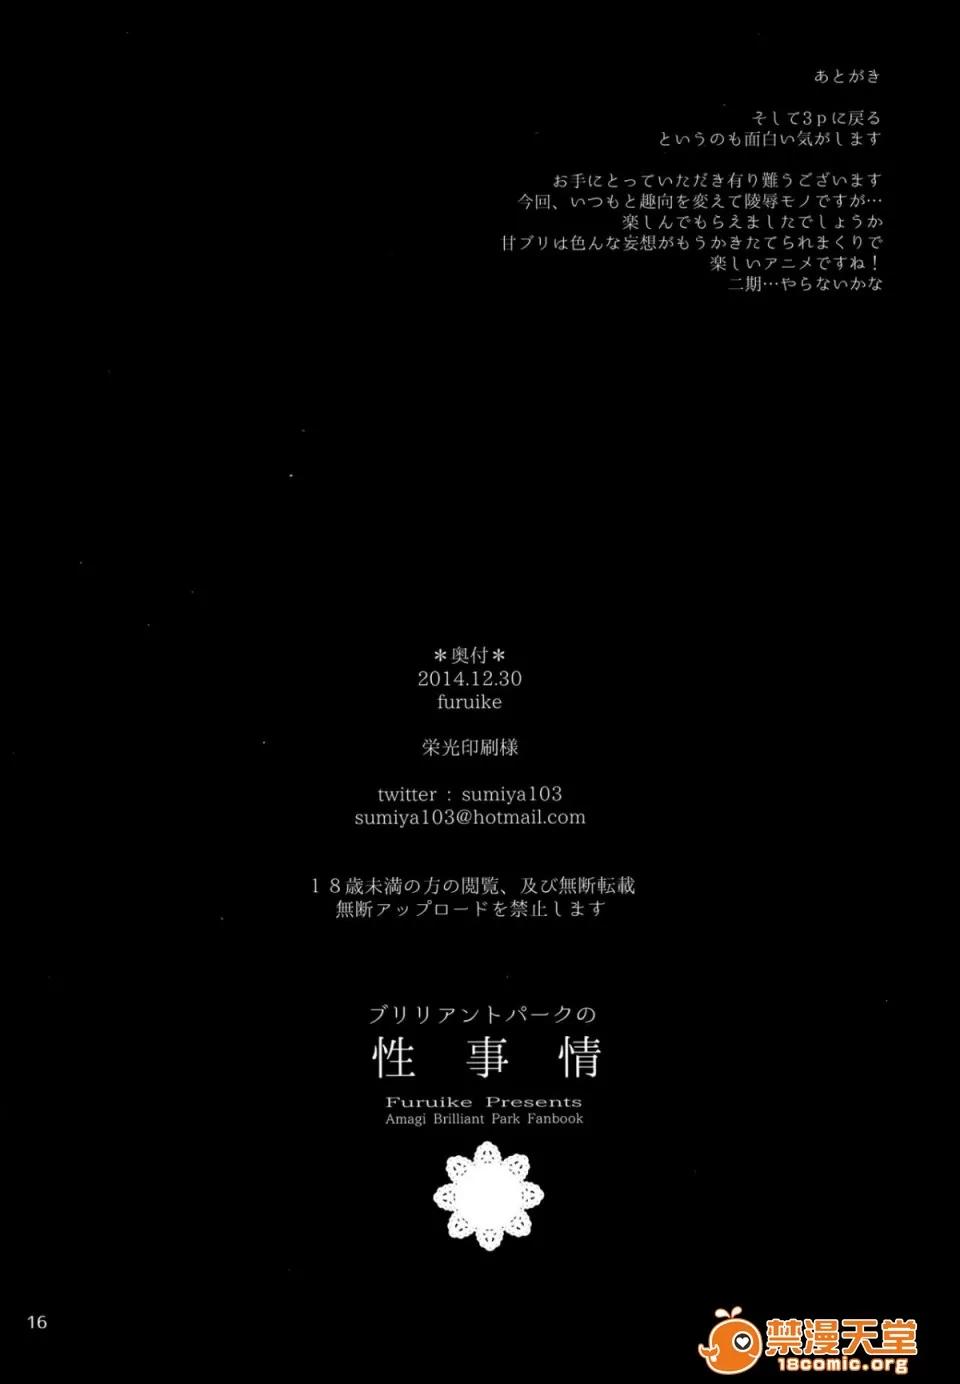 あとがき
そして3pに戻る
というのも面白い気がします
お手にとっていただき有り難うございます
今回、いつもと趣向を変えて陵辱モノですが…
楽しんでもらえましたでしょうか
甘ブリは色んな妄想がもうかきたてられまくりで
楽しいアニメですね！
二期…やらないかな
＊奥付＊
2014.12.30
furuike
栄光印刷様
twitter : sumiya103
sumiya103@hotmail.com
１８歳未満の方の閲覧、及び無断転載
無断アップロードを禁止します
ブリリアントパークの
性事情
Furuike Presents
Amagi Brilliant Park Fanbook
16
禁漫天堂
18comic.org